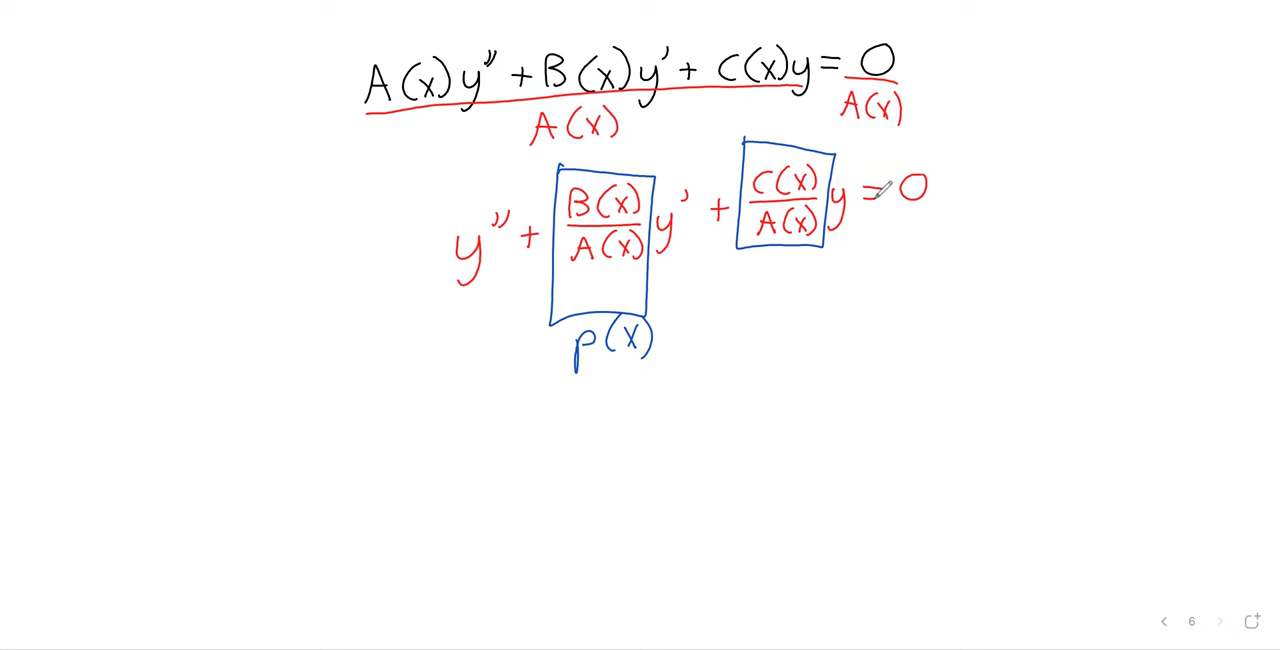 A(x)y'' + B(x)y' + C(x)y = 0
A(x) A(x)
y'' + B(x)/A(x) y' + C(x)/A(x) y = 0
p(x)
6